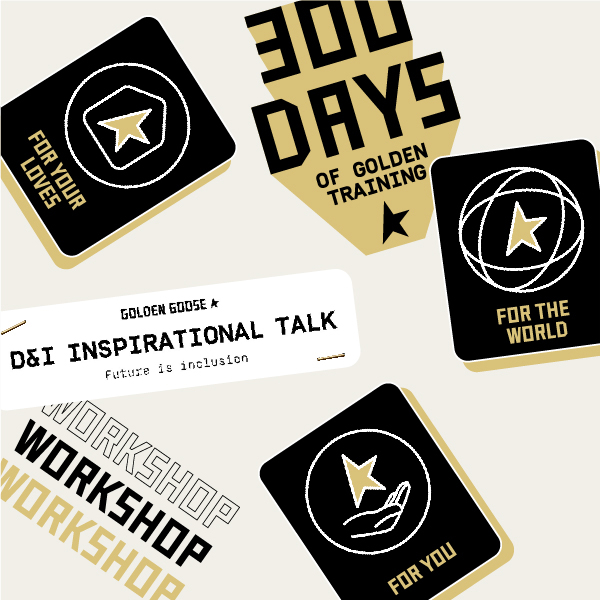 300
DAYS
OF GOLDEN
TRAINING
FOR YOUR
LOVES
FOR THE
WORLD
GOLDEN GOOSE
D&I INSPIRATIONAL TALK
Future is inclusion
WORKSHOP
WORKSHOP
WORKSHOP
FOR YOU